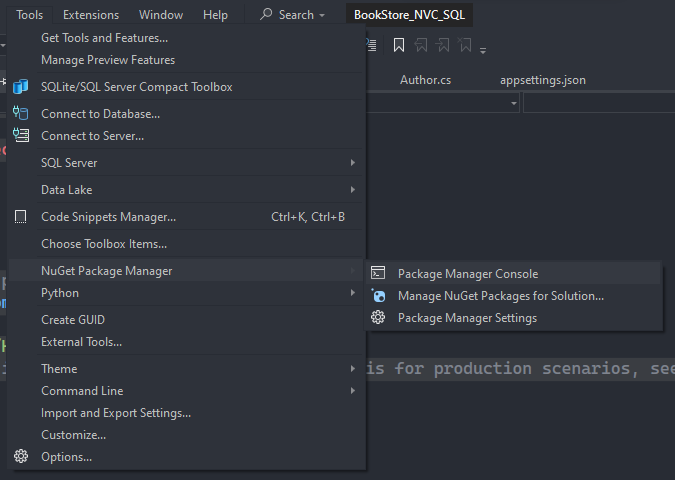 Tools Extensions Window Help Search BookStore_NVC_SQL
Get Tools and Features...
Manage Preview Features
SQLite/SQL Server Compact Toolbox
Author.cs appsettings.json
Connect to Database...
Connect to Server...
SQL Server
Data Lake
Code Snippets Manager... Ctrl+K, Ctrl+B
Choose Toolbox Items...
NuGet Package Manager
Package Manager Console
Python
Manage NuGet Packages for Solution...
Create GUID
Package Manager Settings
External Tools...
Theme
is for production scenarios, see
Command Line
Import and Export Settings...
Customize...
Options...